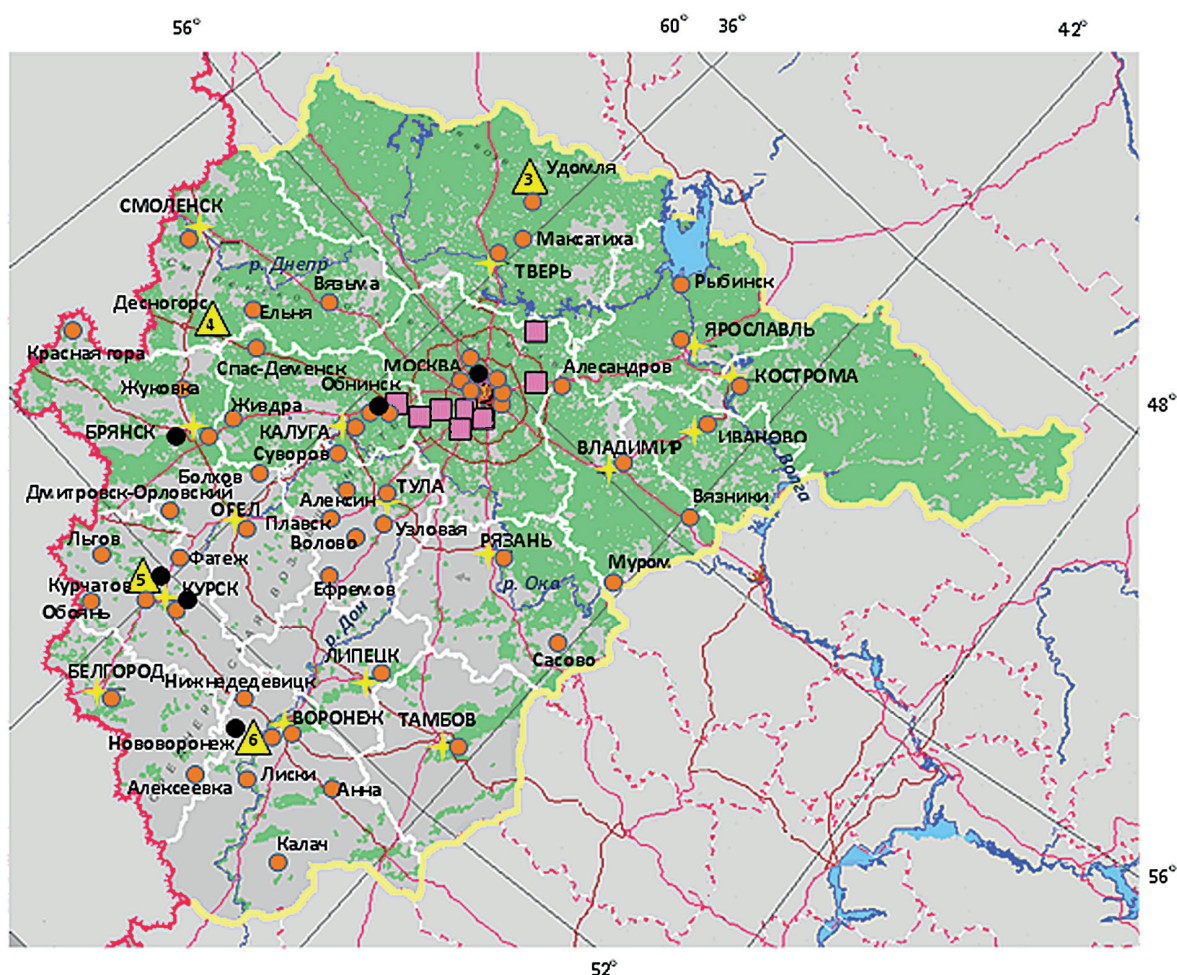 56°
60°
36°
42°
3
Удомля
СМОЛЕНСК
Максатиха
р. Днепр
ТВЕРЬ
Вязьма
Рыбинск
Десногорс
Ельня
4
ЯРОСЛАВЛЬ
Красная гора
Спас-Деменск
МОСКВА
Алесандров
КОСТРОМА
Обнинск
Жуковка
Жиздра
48°
БРЯНСК
КАЛУГА
ИВАНОВО
Суворов
ВЛАДИМИР
р. Волга
Болхов
Дмитровск-Орловский
Алексин
ТУЛА
Вязники
ОРЕЛ
Плавск
Узловая
Волово
Льгов
РЯЗАНЬ
Фатеж
Муром
5
Курчатов
КУРСК
Ефремов
р. Ока
Обоянь
р. Дон
ЛИПЕЦК
Сасово
БЕЛГОРОД
Нижнедевицк
ВОРОНЕЖ
ТАМБОВ
Нововоронеж
6
Алексеевка
Лиски
Анна
Калач
56°
52°